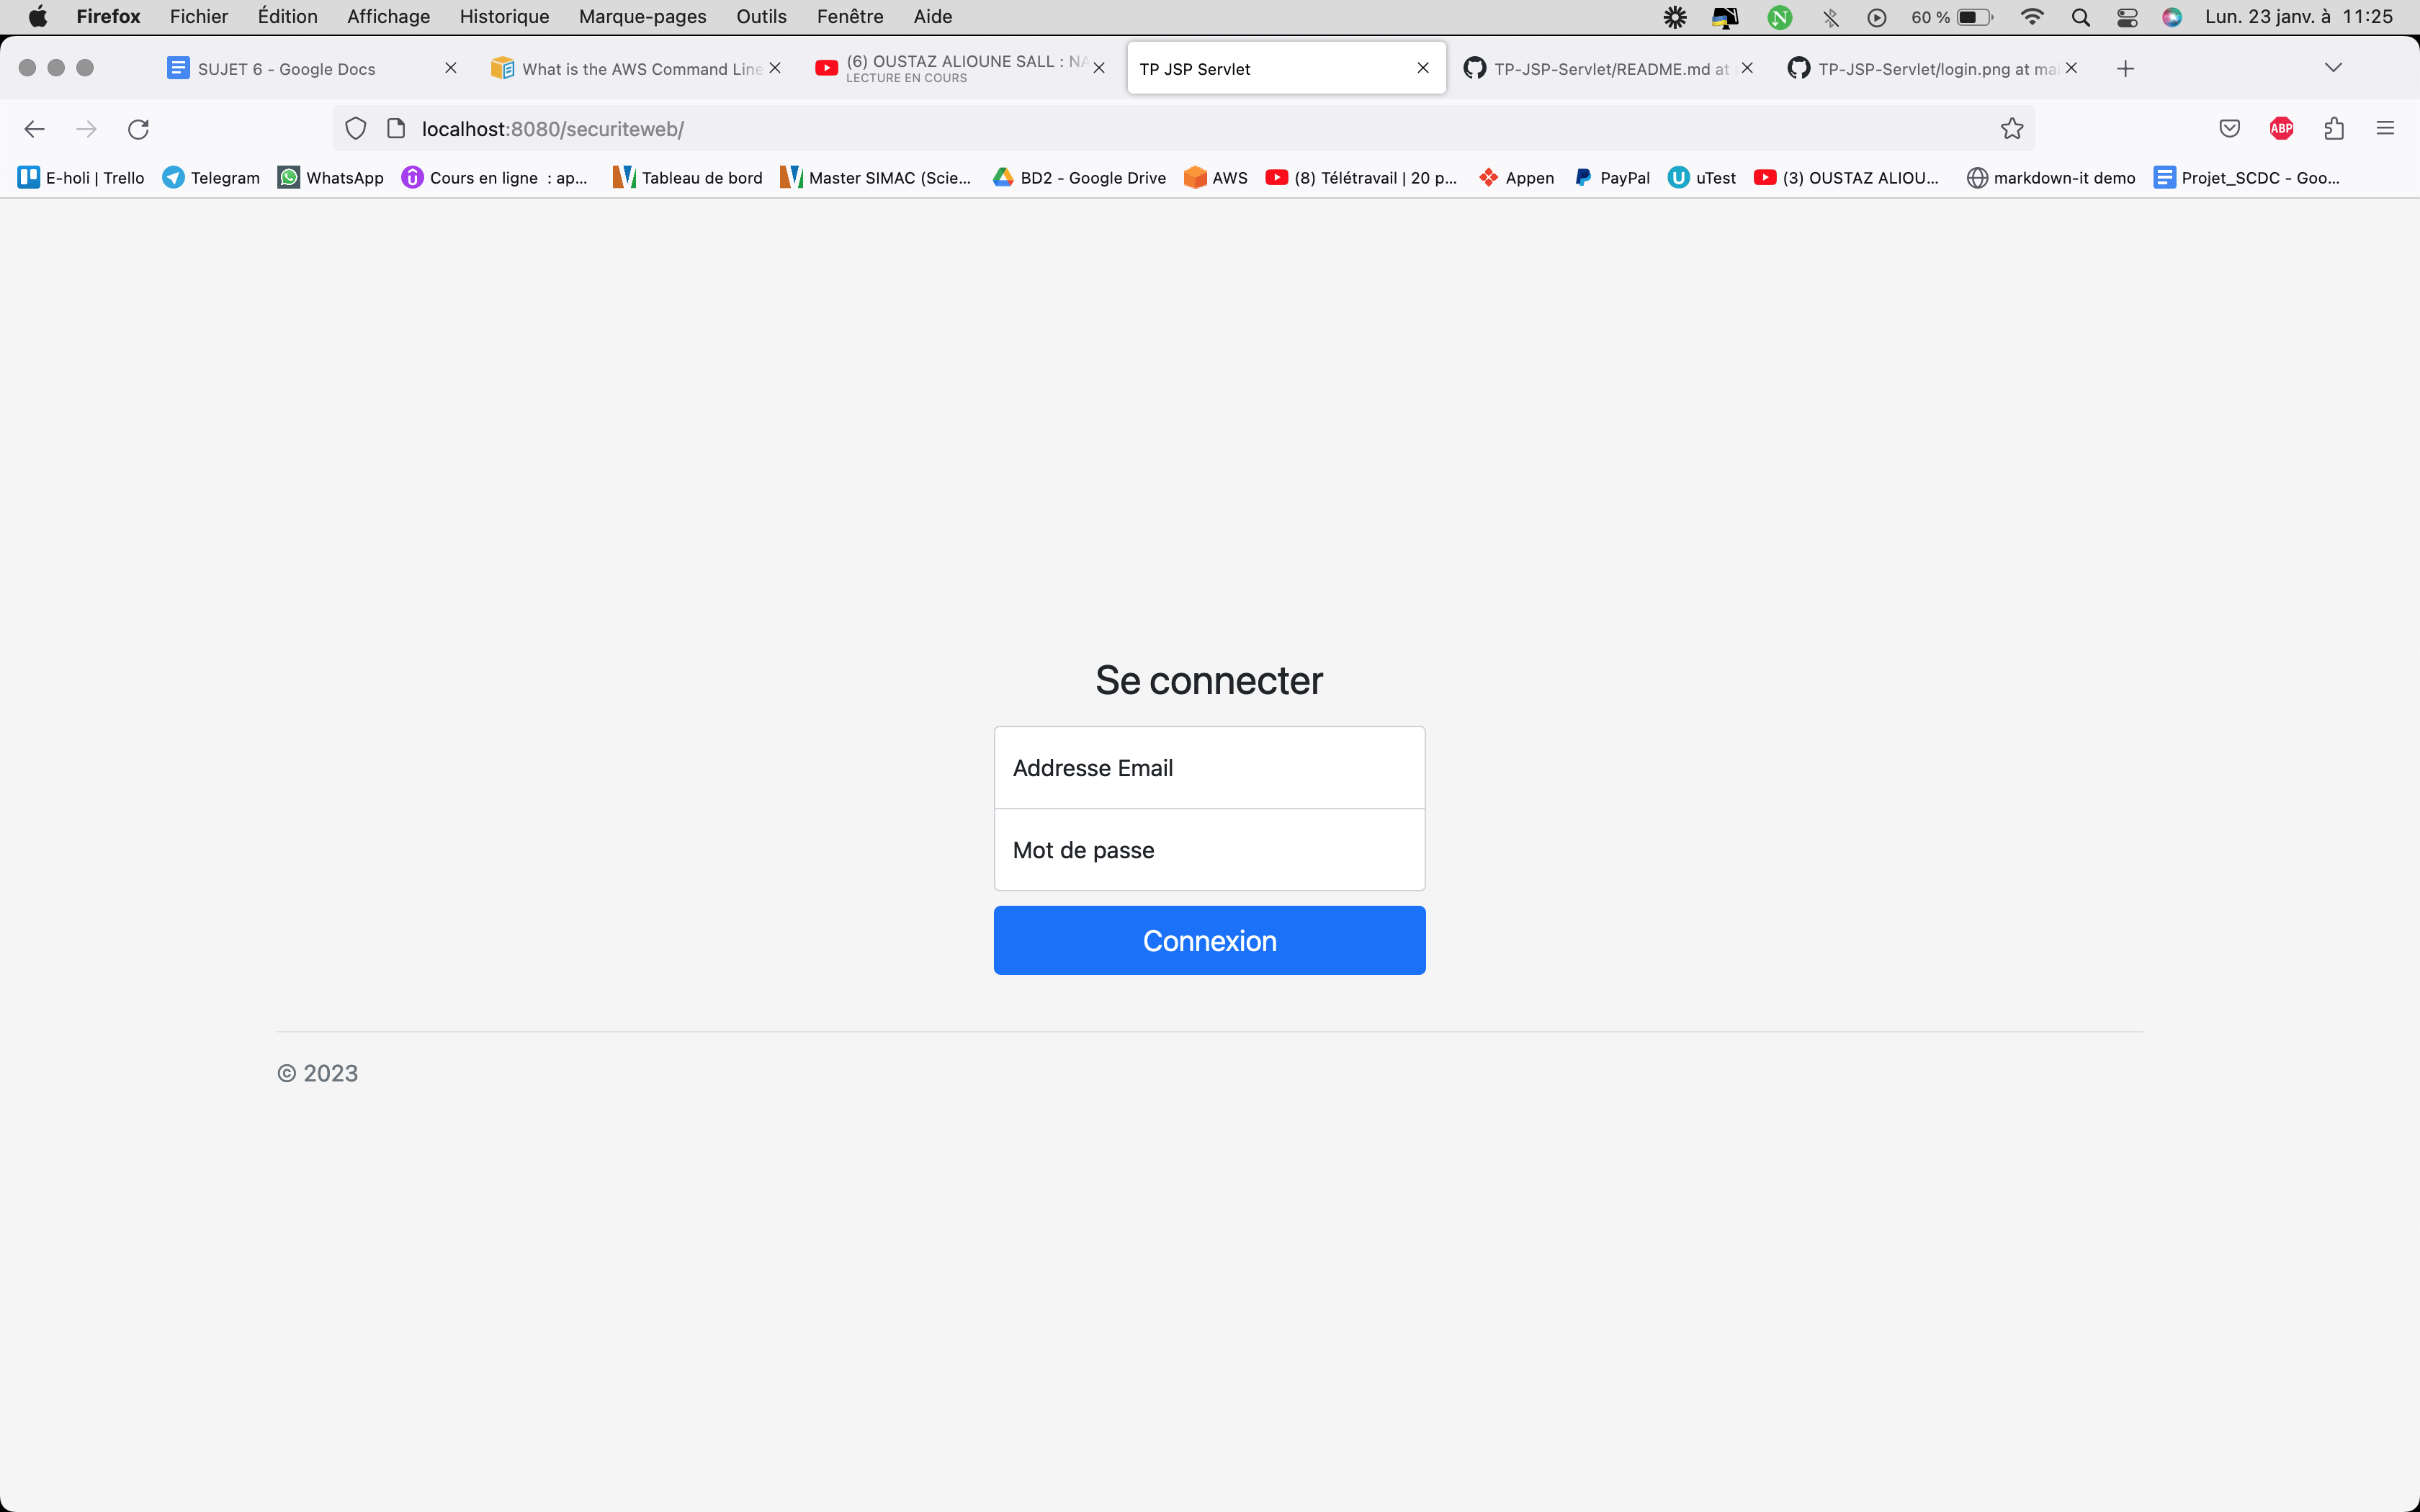 Firefox Fichier Édition Affichage Historique Marque-pages Outils Fenêtre Aide 60 % Lun. 23 janv. à 11:25
SUJET 6 - Google Docs
What is the AWS Command Line
(6) OUSTAZ ALIOUNE SALL : NA
LECTURE EN COURS
TP JSP Servlet
TP-JSP-Servlet/README.md at
TP-JSP-Servlet/login.png at mai
localhost:8080/securiteweb/
ABP
E-holi | Trello Telegram WhatsApp Cours en ligne : ap... Tableau de bord Master SIMAC (Scie... BD2 - Google Drive AWS (8) Télétravail | 20 p... Appen PayPal uTest (3) OUSTAZ ALIOU... markdown-it demo Projet_SCDC - Goo...
Se connecter
Addresse Email
Mot de passe
Connexion
© 2023